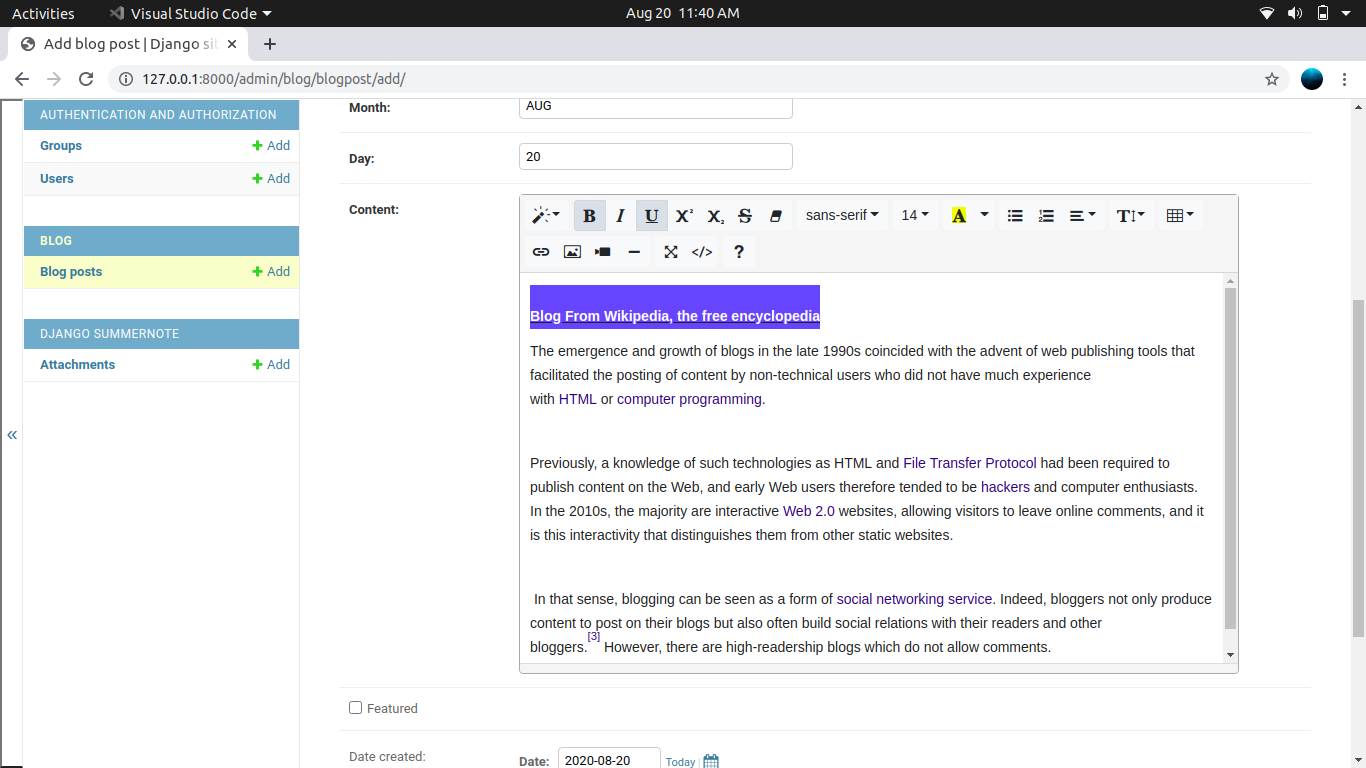 Activities Visual Studio Code Aug 20 11:40 AM
Add blog post | Django sit
127.0.0.1:8000/admin/blog/blogpost/add/
AUTHENTICATION AND AUTHORIZATION
Groups Add
Users Add
BLOG
Blog posts Add
DJANGO SUMMERNOTE
Attachments Add
«
Month: AUG
Day: 20
Content:
B I U X² X₂ S sans-serif 14 A T
</> ?
Blog From Wikipedia, the free encyclopedia
The emergence and growth of blogs in the late 1990s coincided with the advent of web publishing tools that
facilitated the posting of content by non-technical users who did not have much experience
with HTML or computer programming.
Previously, a knowledge of such technologies as HTML and File Transfer Protocol had been required to
publish content on the Web, and early Web users therefore tended to be hackers and computer enthusiasts.
In the 2010s, the majority are interactive Web 2.0 websites, allowing visitors to leave online comments, and it
is this interactivity that distinguishes them from other static websites.
In that sense, blogging can be seen as a form of social networking service. Indeed, bloggers not only produce
content to post on their blogs but also often build social relations with their readers and other
bloggers.[3] However, there are high-readership blogs which do not allow comments.
Featured
Date created: Date: 2020-08-20 Today |